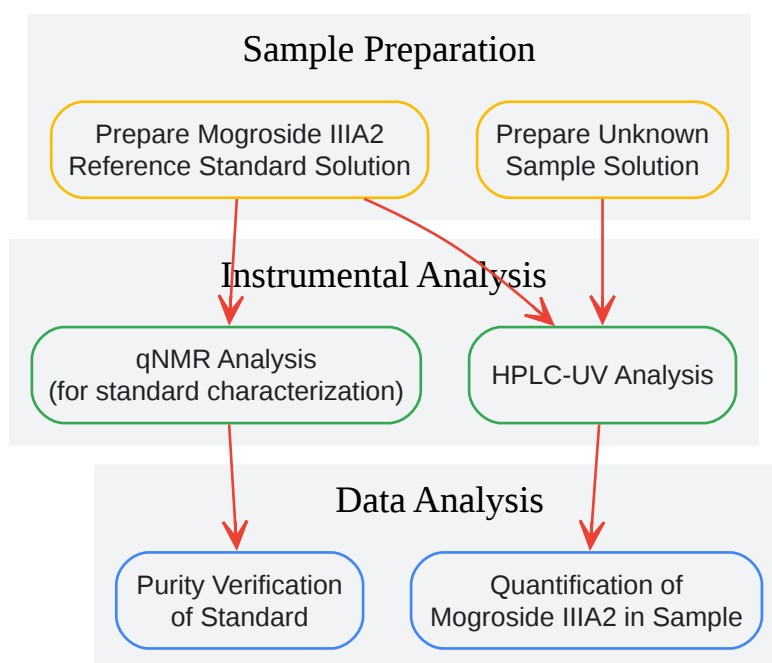 Sample Preparation
Prepare Mogroside IIIA2
Reference Standard Solution
Prepare Unknown
Sample Solution
Instrumental Analysis
qNMR Analysis
(for standard characterization)
HPLC-UV Analysis
Data Analysis
Purity Verification
of Standard
Quantification of
Mogroside IIIA2 in Sample